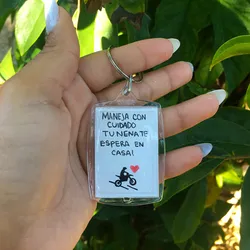 MANEJA CON
CUIDADO
TU NENA TE
ESPERA EN
CASA!